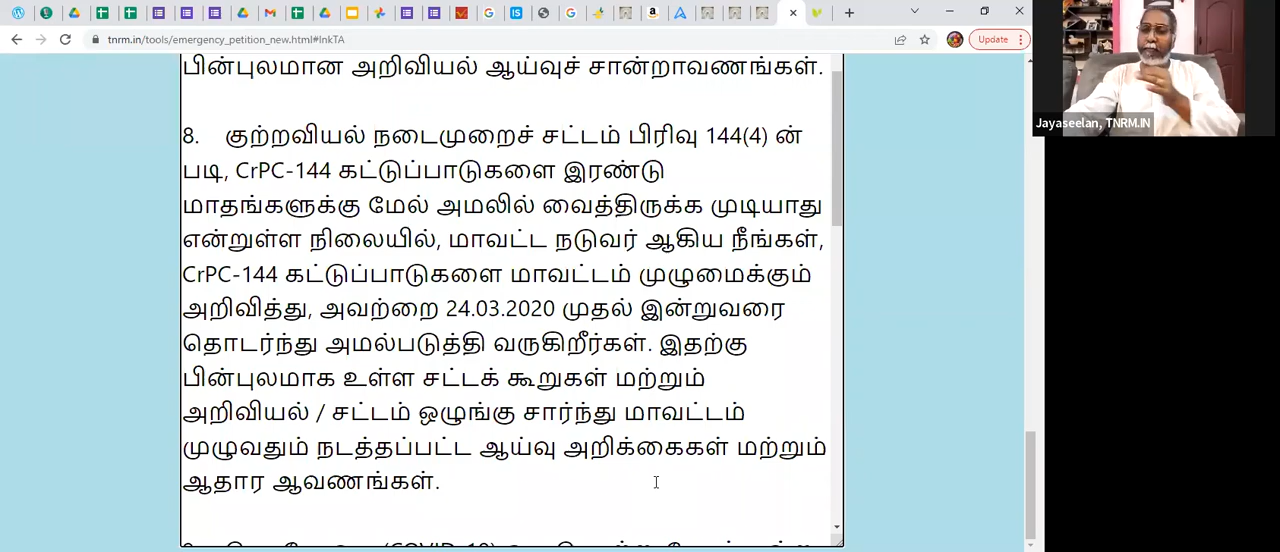 Update
tnrm.in/tools/emergency_petition_new.html#lnkTA
பின்புலமான அறிவியல் ஆய்வுச் சான்றாவணங்கள்.
8. குற்றவியல் நடைமுறைச் சட்டம் பிரிவு 144(4) ன்
படி, CrPC-144 கட்டுப்பாடுகளை இரண்டு
மாதங்களுக்கு மேல் அமலில் வைத்திருக்க முடியாது
என்றுள்ள நிலையில், மாவட்ட நடுவர் ஆகிய நீங்கள்,
CrPC-144 கட்டுப்பாடுகளை மாவட்டம் முழுமைக்கும்
அறிவித்து, அவற்றை 24.03.2020 முதல் இன்றுவரை
தொடர்ந்து அமல்படுத்தி வருகிறீர்கள். இதற்கு
பின்புலமாக உள்ள சட்டக் கூறுகள் மற்றும்
அறிவியல் / சட்டம் ஒழுங்கு சார்ந்து மாவட்டம்
முழுவதும் நடத்தப்பட்ட ஆய்வு அறிக்கைகள் மற்றும்
ஆதார ஆவணங்கள்.
Jayaseelan, TNRM.IN